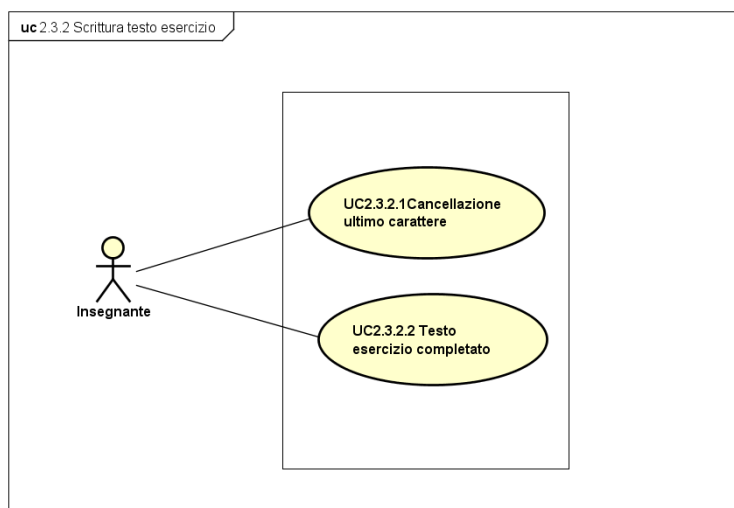 uc 2.3.2 Scrittura testo esercizio
UC2.3.2.1Cancellazione
ultimo carattere
Insegnante
UC2.3.2.2 Testo
esercizio completato